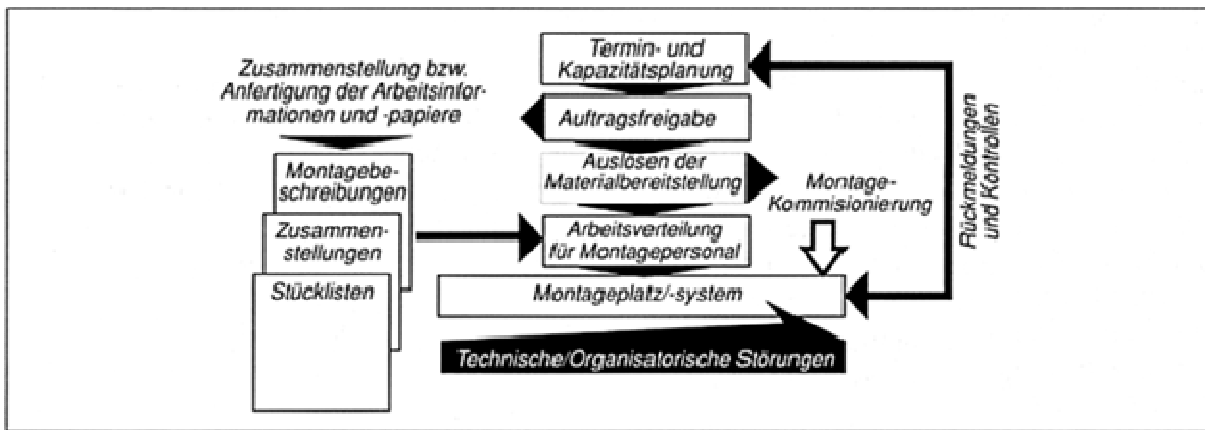 Zusammenstellung bzw.
Anfertigung der Arbeitsinfor-
mationen und -papiere
Montagebe-
schreibungen
Zusammen-
stellungen
Stücklisten
Termin- und
Kapazitätsplanung
Auftragsfreigabe
Auslösen der
Materialbereitstellung
Arbeitsverteilung
für Montagepersonal
Montageplatz/-system
Technische/Organisatorische Störungen
Montage-
Kommisionierung
Rückmeldungen
und Kontrollen